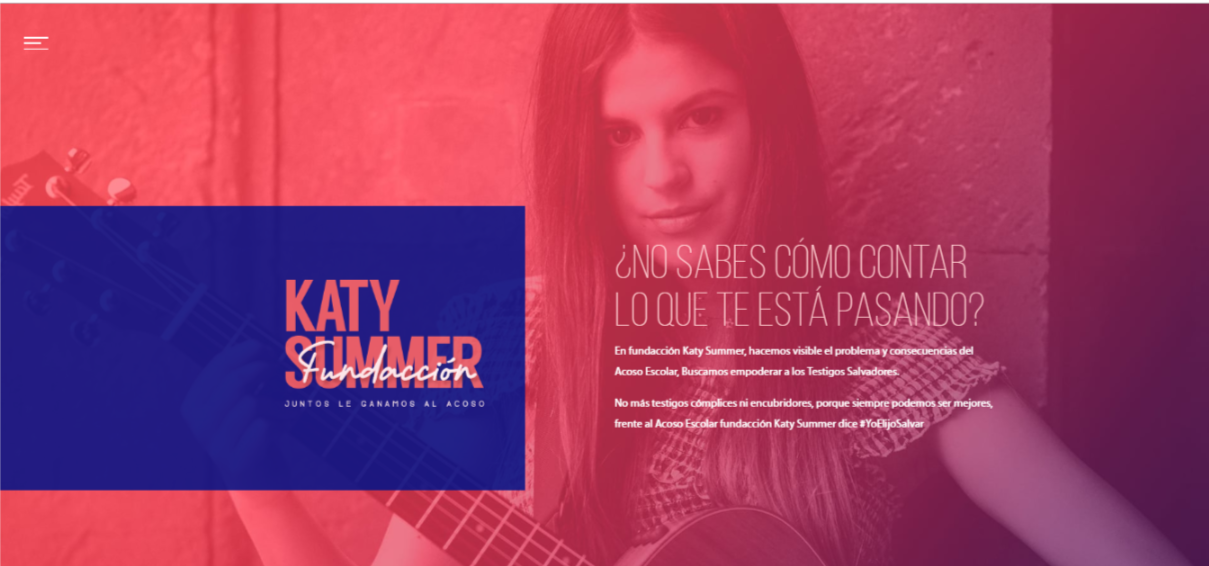 KATY
SUMMER
Fundacción
JUNTOS LE GANAMOS AL ACOSO
¿NO SABES CÓMO CONTAR
LO QUE TE ESTÁ PASANDO?
En fundacción Katy Summer, hacemos visible el problema y consecuencias del
Acoso Escolar, Buscamos empoderar a los Testigos Salvadores.
No más testigos cómplices ni encubridores, porque siempre podemos ser mejores,
frente al Acoso Escolar fundacción Katy Summer dice #YoElijoSalvar